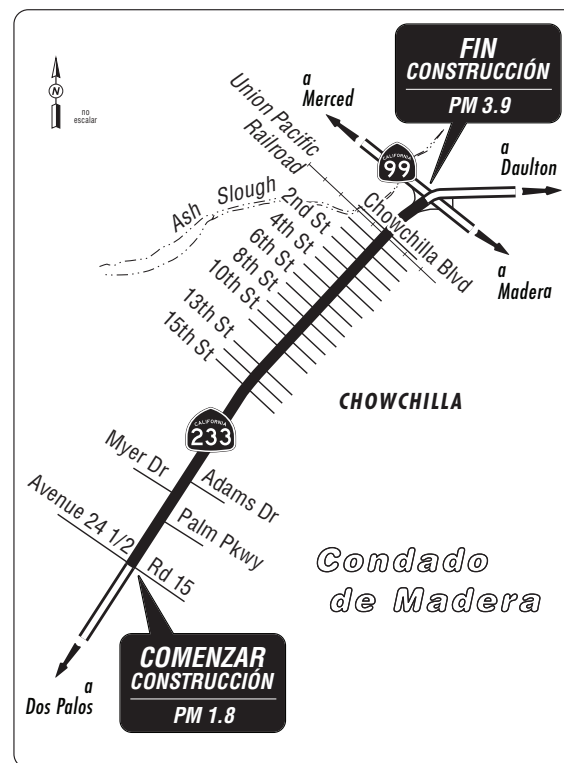 FIN
CONSTRUCCIÓN
PM 3.9
N
no
escalar
a
Merced
Union Pacific
Railroad
CALIFORNIA
99
a
Daulton
Ash Slough
2nd St
4th St
6th St
8th St
10th St
13th St
15th St
Chowchilla Blvd
a
Madera
CHOWCHILLA
CALIFORNIA
233
Myer Dr
Adams Dr
Avenue 24 1/2
Palm Pkwy
Rd 15
Condado
de Madera
COMENZAR
CONSTRUCCIÓN
PM 1.8
a
Dos Palos